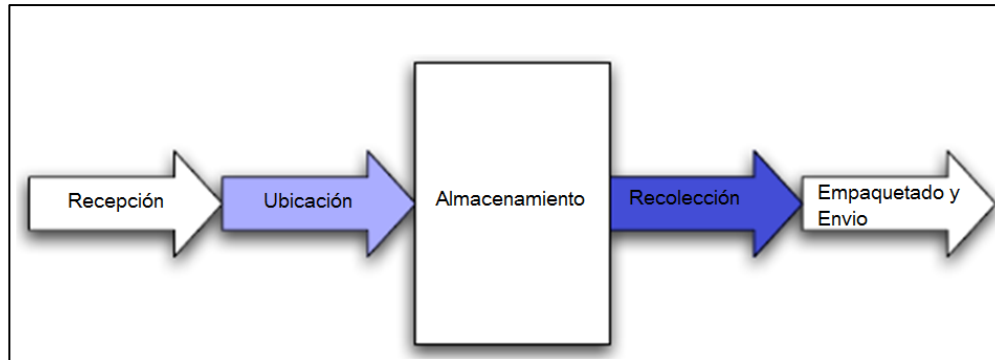 Recepción
Ubicación
Almacenamiento
Recolección
Empaquetado y
Envio